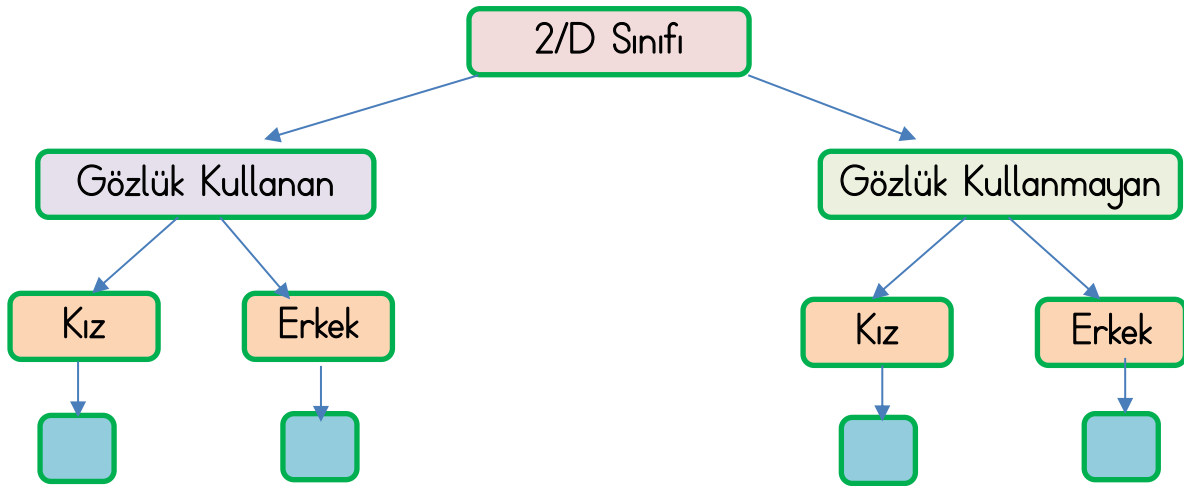 2/D Sınıfı
Gözlük Kullanan
Gözlük Kullanmayan
Kız
Erkek
Kız
Erkek